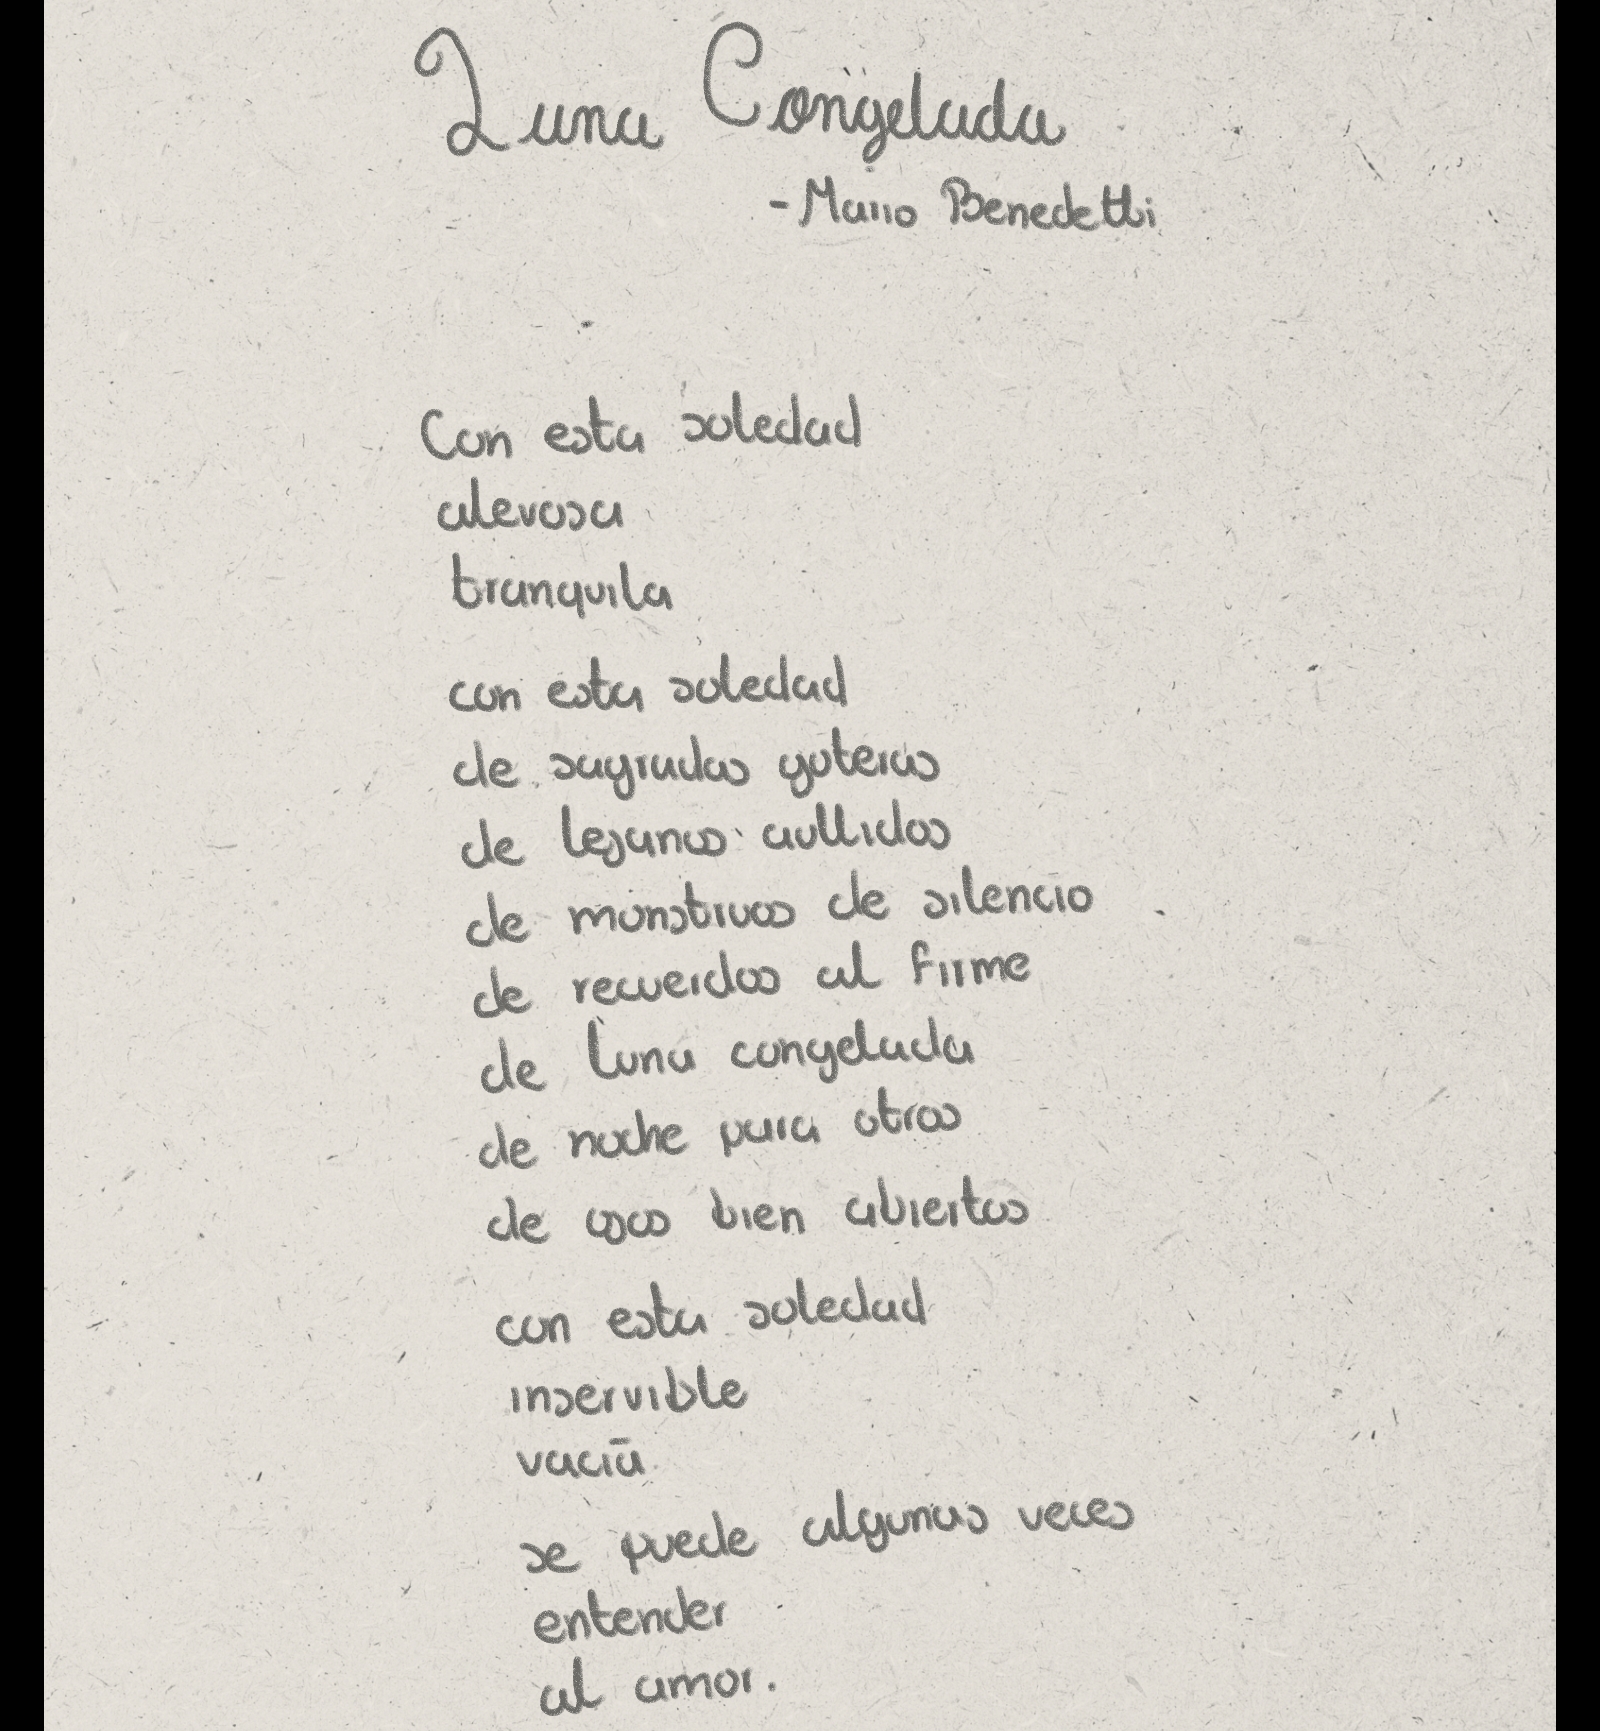 Luna Congelada
- Mario Benedetti
Con esta soledad
alevosa
tranquila
con esta soledad
de sagradas goteras
de lejanos aullidos
de monstruos de silencio
de recuerdos al firme
de luna congelada
de noche para otros
de ojos bien abiertos
con esta soledad
inservible
vacía
se puede algunas veces
entender
al amor.